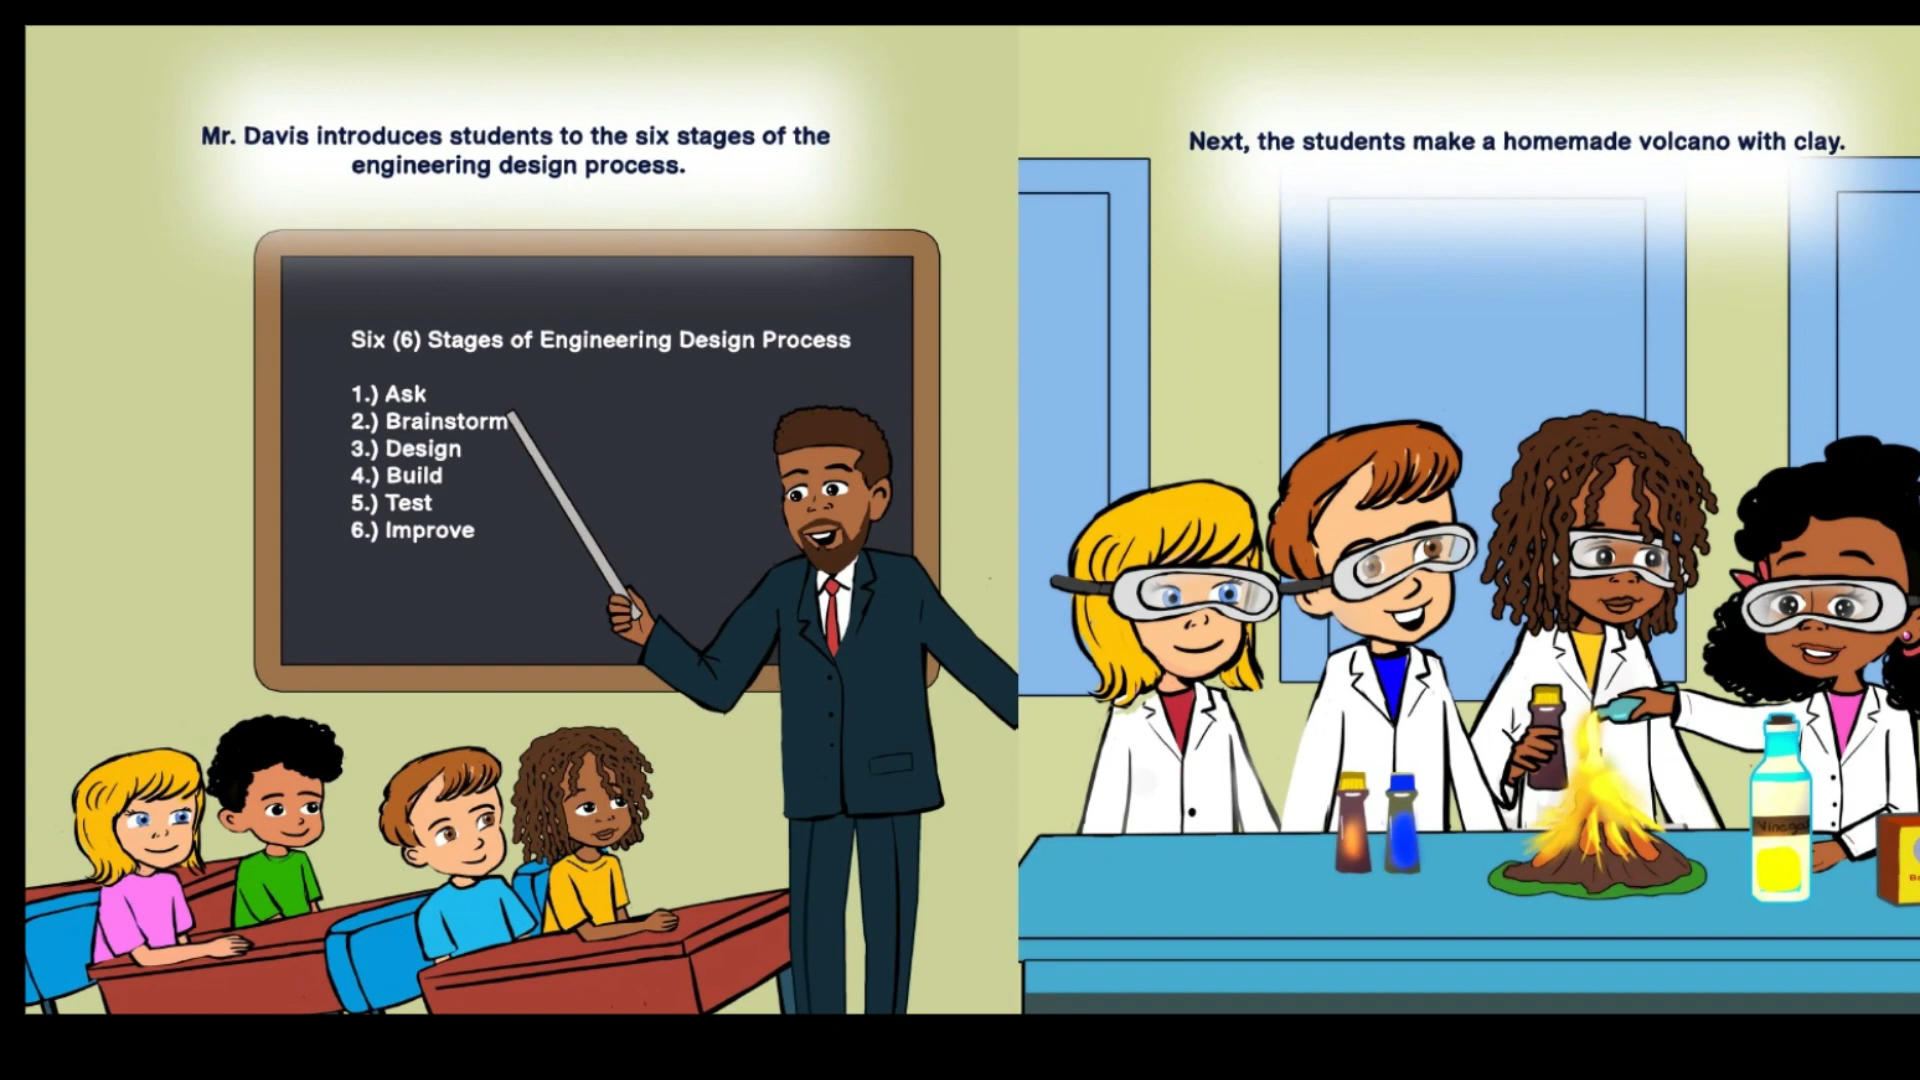 Mr. Davis introduces students to the six stages of the
engineering design process.
Six (6) Stages of Engineering Design Process
1.) Ask
2.) Brainstorm
3.) Design
4.) Build
5.) Test
6.) Improve
Next, the students make a homemade volcano with clay.
Vinegar